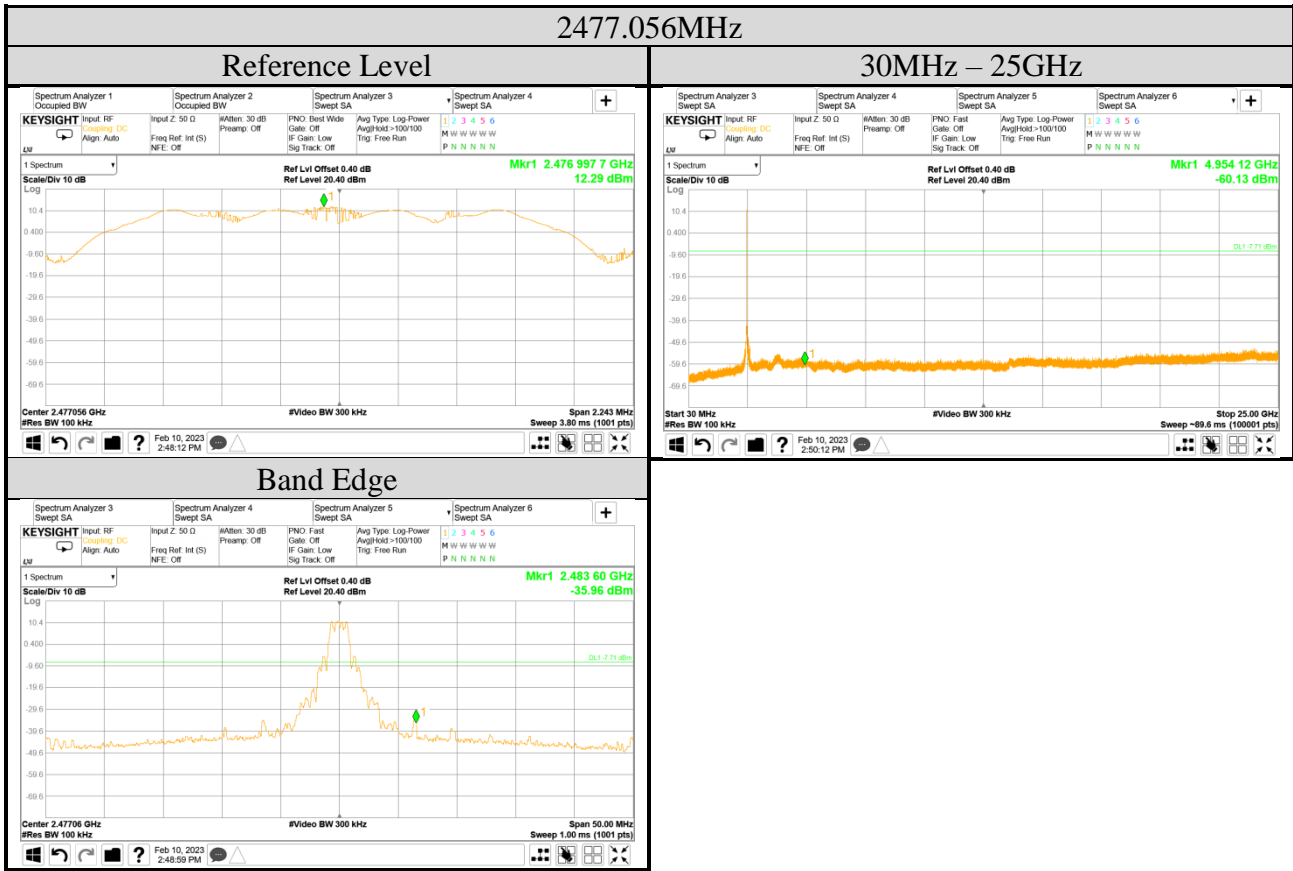 2477.056MHz
Reference Level
30MHz – 25GHz
Spectrum Analyzer 1
Occupied BW
Spectrum Analyzer 2
Occupied BW
Spectrum Analyzer 3
Swept SA
Spectrum Analyzer 4
Swept SA
+
KEYSIGHT
Input: RF
Coupling: DC
Align: Auto
Input Z: 50 Ω
Freq Ref: Int (S)
NFE: Off
#Atten: 30 dB
Preamp: Off
PNO: Best Wide
Gate: Off
IF Gain: Low
Sig Track: Off
Avg Type: Log-Power
Avg|Hold:>100/100
Trig: Free Run
1 2 3 4 5 6
M W W W W W
P N N N N N
LXI
1 Spectrum
Scale/Div 10 dB
Log
Ref Lvl Offset 0.40 dB
Ref Level 20.40 dBm
Mkr1 2.476 997 7 GHz
12.29 dBm
1
10.4
0.400
-9.60
-19.6
-29.6
-39.6
-49.6
-59.6
-69.6
Center 2.477056 GHz
#Res BW 100 kHz
#Video BW 300 kHz
Span 2.243 MHz
Sweep 3.80 ms (1001 pts)
?
Feb 10, 2023
2:48:12 PM
Spectrum Analyzer 3
Swept SA
Spectrum Analyzer 4
Swept SA
Spectrum Analyzer 5
Swept SA
Spectrum Analyzer 6
Swept SA
+
KEYSIGHT
Input: RF
Coupling: DC
Align: Auto
Input Z: 50 Ω
Freq Ref: Int (S)
NFE: Off
#Atten: 30 dB
Preamp: Off
PNO: Fast
Gate: Off
IF Gain: Low
Sig Track: Off
Avg Type: Log-Power
Avg|Hold:>100/100
Trig: Free Run
1 2 3 4 5 6
M W W W W W
P N N N N N
LXI
1 Spectrum
Scale/Div 10 dB
Log
Ref Lvl Offset 0.40 dB
Ref Level 20.40 dBm
Mkr1 4.954 12 GHz
-60.13 dBm
10.4
0.400
DL1 -7.71 dBm
-9.60
-19.6
-29.6
-39.6
-49.6
1
-59.6
-69.6
Start 30 MHz
#Res BW 100 kHz
#Video BW 300 kHz
Stop 25.00 GHz
Sweep ~89.6 ms (100001 pts)
?
Feb 10, 2023
2:50:12 PM
Band Edge
Spectrum Analyzer 3
Swept SA
Spectrum Analyzer 4
Swept SA
Spectrum Analyzer 5
Swept SA
Spectrum Analyzer 6
Swept SA
+
KEYSIGHT
Input: RF
Coupling: DC
Align: Auto
Input Z: 50 Ω
Freq Ref: Int (S)
NFE: Off
#Atten: 30 dB
Preamp: Off
PNO: Fast
Gate: Off
IF Gain: Low
Sig Track: Off
Avg Type: Log-Power
Avg|Hold:>100/100
Trig: Free Run
1 2 3 4 5 6
M W W W W W
P N N N N N
LXI
1 Spectrum
Scale/Div 10 dB
Log
Ref Lvl Offset 0.40 dB
Ref Level 20.40 dBm
Mkr1 2.483 60 GHz
-35.96 dBm
10.4
0.400
DL1 -7.71 dBm
-9.60
-19.6
-29.6
1
-39.6
-49.6
-59.6
-69.6
Center 2.47706 GHz
#Res BW 100 kHz
#Video BW 300 kHz
Span 50.00 MHz
Sweep 1.00 ms (1001 pts)
?
Feb 10, 2023
2:48:59 PM